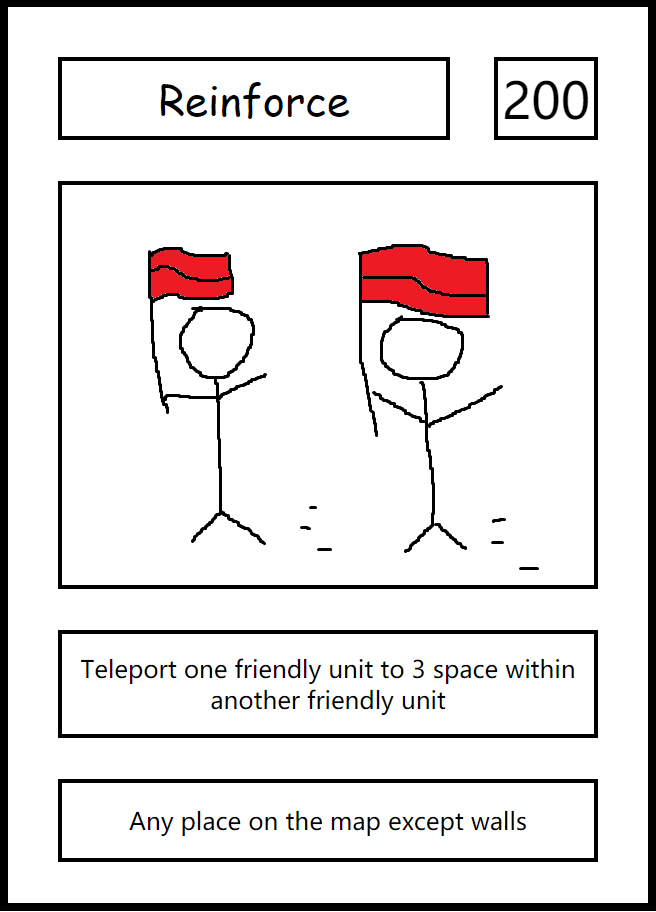 Reinforce
200
Teleport one friendly unit to 3 space within
another friendly unit
Any place on the map except walls